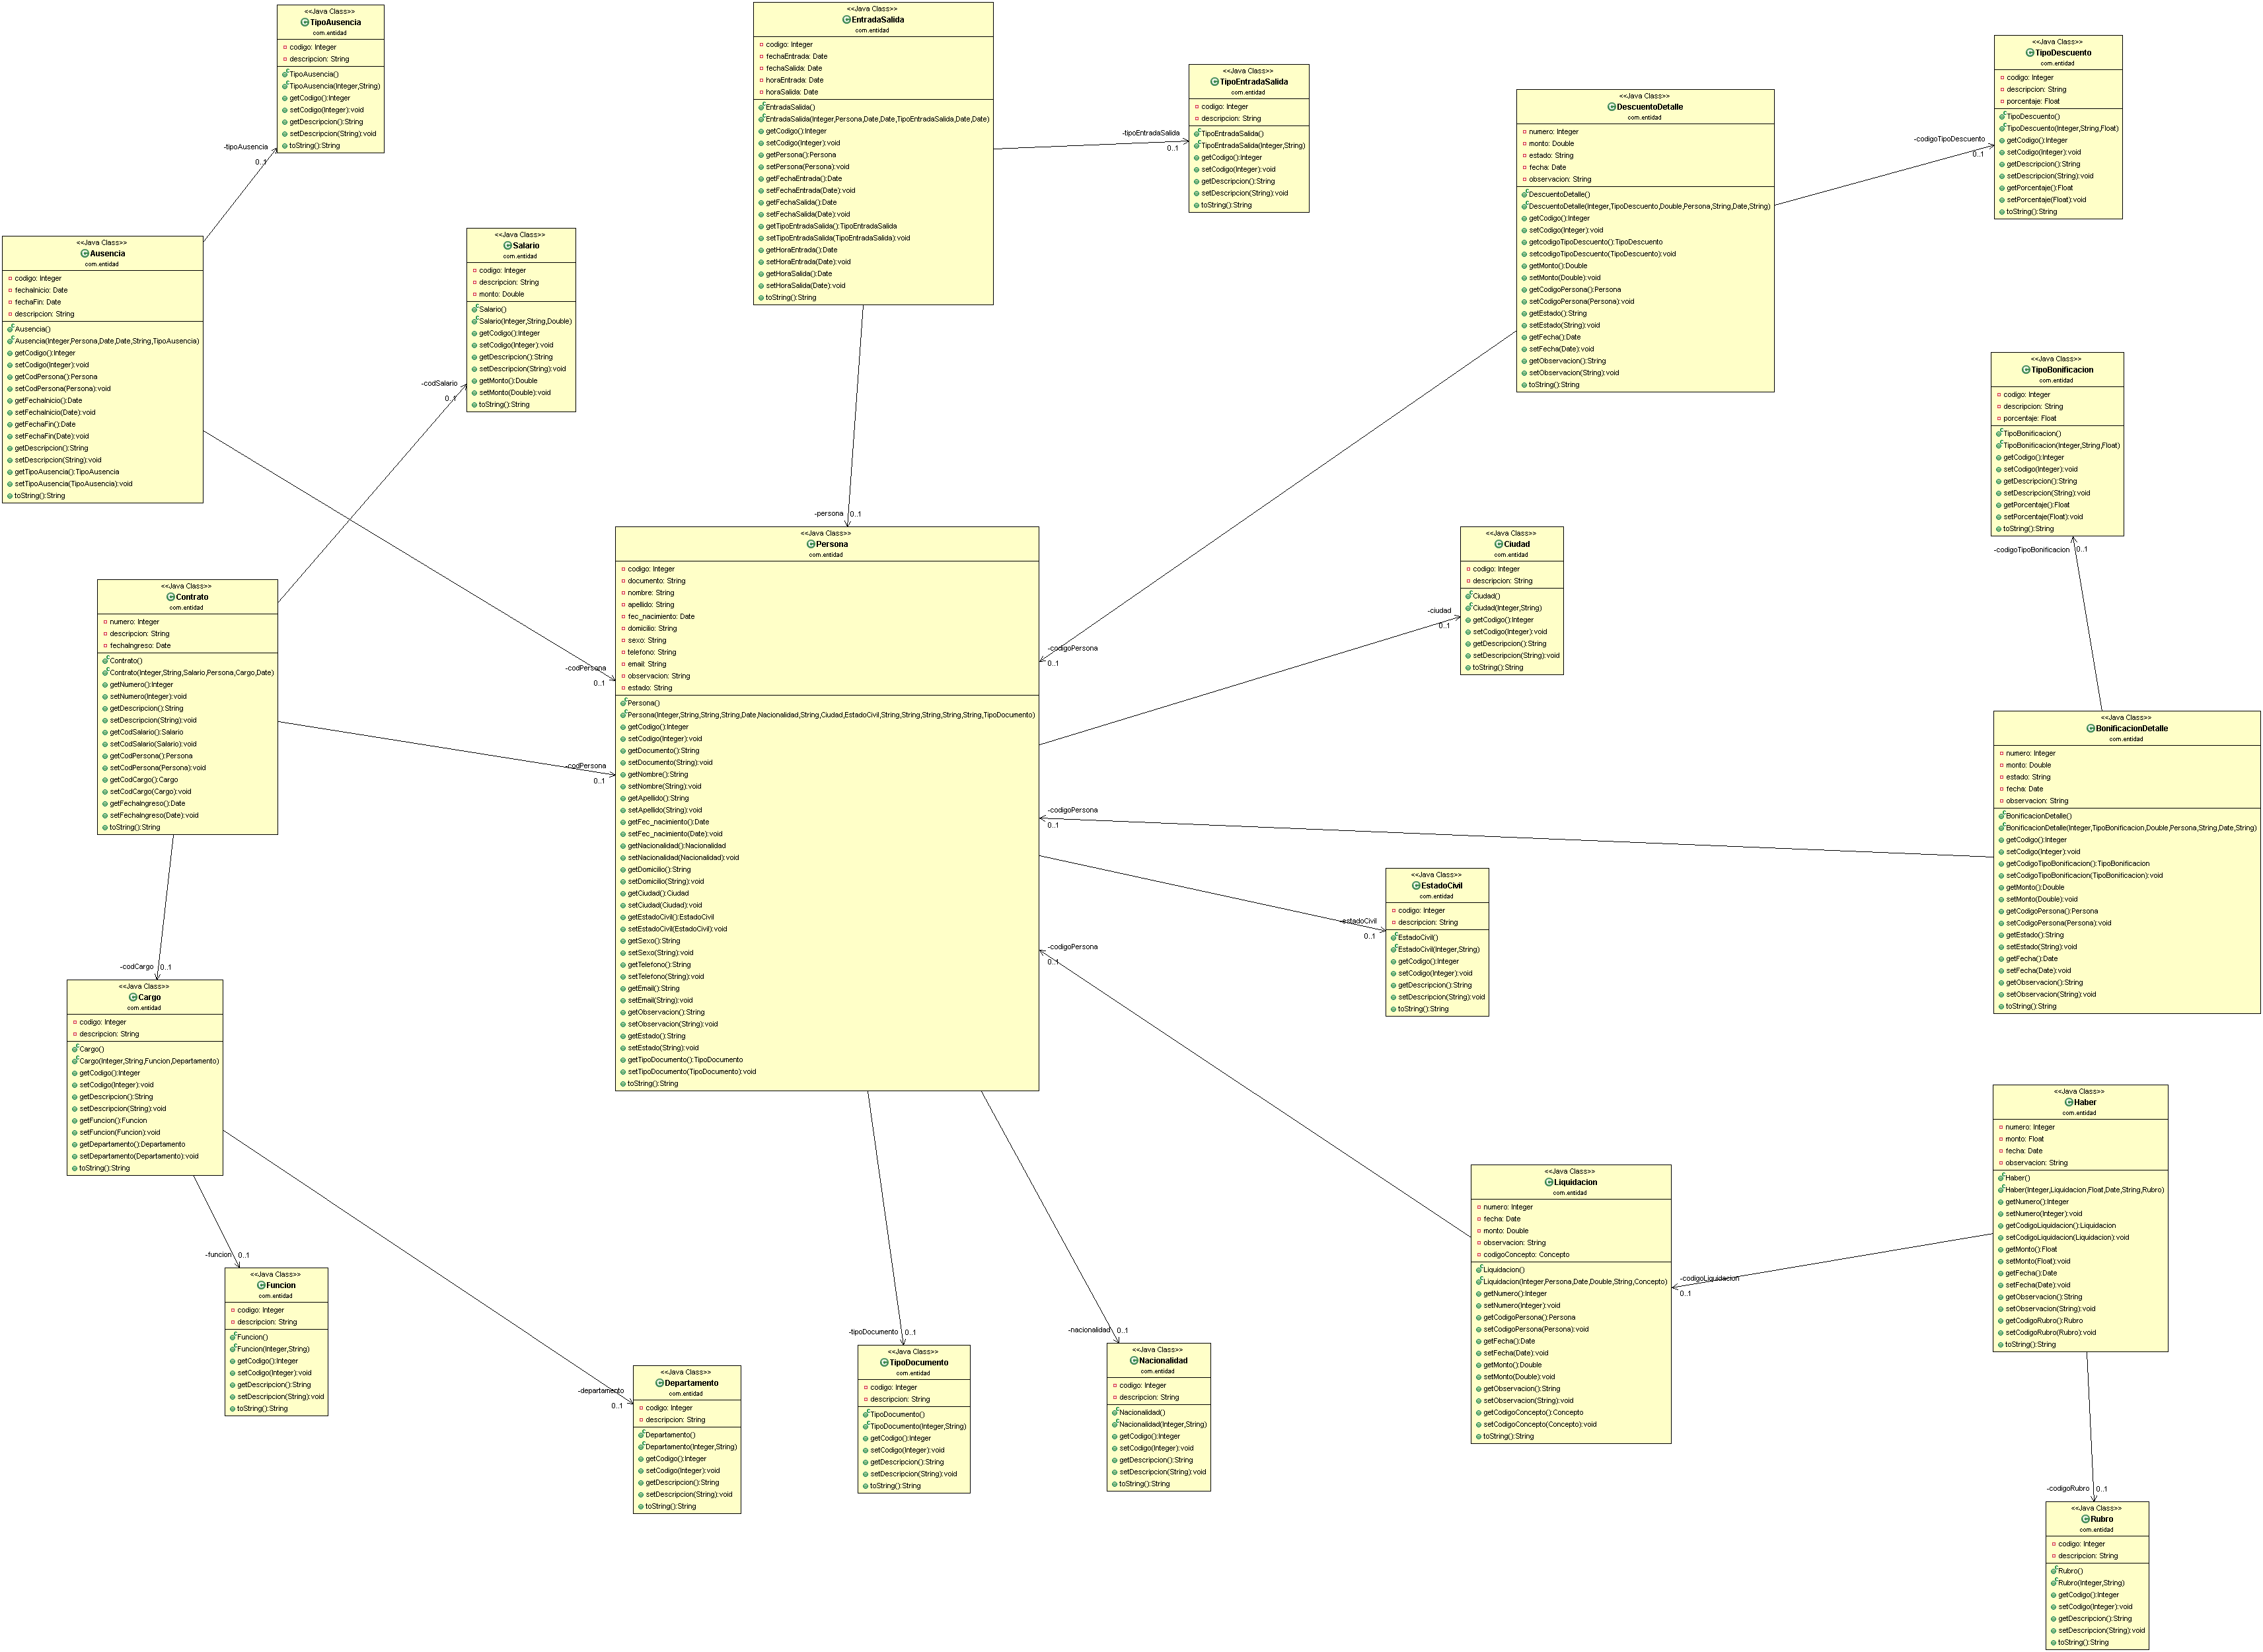 <<Java Class>>
TipoAusencia
com.entidad
codigo: Integer
descripcion: String
TipoAusencia()
TipoAusencia(Integer,String)
getCodigo():Integer
setCodigo(Integer):void
getDescripcion():String
setDescripcion(String):void
toString():String
-tipoAusencia
0..1
<<Java Class>>
EntradaSalida
com.entidad
codigo: Integer
fechaEntrada: Date
fechaSalida: Date
horaEntrada: Date
horaSalida: Date
EntradaSalida()
EntradaSalida(Integer,Persona,Date,Date,TipoEntradaSalida,Date,Date)
getCodigo():Integer
setCodigo(Integer):void
getPersona():Persona
setPersona(Persona):void
getFechaEntrada():Date
setFechaEntrada(Date):void
getFechaSalida():Date
setFechaSalida(Date):void
getTipoEntradaSalida():TipoEntradaSalida
setTipoEntradaSalida(TipoEntradaSalida):void
getHoraEntrada():Date
setHoraEntrada(Date):void
getHoraSalida():Date
setHoraSalida(Date):void
toString():String
-tipoEntradaSalida
0..1
<<Java Class>>
TipoEntradaSalida
com.entidad
codigo: Integer
descripcion: String
TipoEntradaSalida()
TipoEntradaSalida(Integer,String)
getCodigo():Integer
setCodigo(Integer):void
getDescripcion():String
setDescripcion(String):void
toString():String
<<Java Class>>
DescuentoDetalle
com.entidad
numero: Integer
monto: Double
estado: String
fecha: Date
observacion: String
DescuentoDetalle()
DescuentoDetalle(Integer,TipoDescuento,Double,Persona,String,Date,String)
getCodigo():Integer
setCodigo(Integer):void
getcodigoTipoDescuento():TipoDescuento
setcodigoTipoDescuento(TipoDescuento):void
getMonto():Double
setMonto(Double):void
getCodigoPersona():Persona
setCodigoPersona(Persona):void
getEstado():String
setEstado(String):void
getFecha():Date
setFecha(Date):void
getObservacion():String
setObservacion(String):void
toString():String
-codigoTipoDescuento
0..1
<<Java Class>>
TipoDescuento
com.entidad
codigo: Integer
descripcion: String
porcentaje: Float
TipoDescuento()
TipoDescuento(Integer,String,Float)
getCodigo():Integer
setCodigo(Integer):void
getDescripcion():String
setDescripcion(String):void
getPorcentaje():Float
setPorcentaje(Float):void
toString():String
<<Java Class>>
Ausencia
com.entidad
codigo: Integer
fechaInicio: Date
fechaFin: Date
descripcion: String
Ausencia()
Ausencia(Integer,Persona,Date,Date,String,TipoAusencia)
getCodigo():Integer
setCodigo(Integer):void
getCodPersona():Persona
setCodPersona(Persona):void
getFechaInicio():Date
setFechaInicio(Date):void
getFechaFin():Date
setFechaFin(Date):void
getDescripcion():String
setDescripcion(String):void
getTipoAusencia():TipoAusencia
setTipoAusencia(TipoAusencia):void
toString():String
<<Java Class>>
Salario
com.entidad
codigo: Integer
descripcion: String
monto: Double
Salario()
Salario(Integer,String,Double)
getCodigo():Integer
setCodigo(Integer):void
getDescripcion():String
setDescripcion(String):void
getMonto():Double
setMonto(Double):void
toString():String
-codSalario
0..1
<<Java Class>>
TipoBonificacion
com.entidad
codigo: Integer
descripcion: String
porcentaje: Float
TipoBonificacion()
TipoBonificacion(Integer,String,Float)
getCodigo():Integer
setCodigo(Integer):void
getDescripcion():String
setDescripcion(String):void
getPorcentaje():Float
setPorcentaje(Float):void
toString():String
-codigoTipoBonificacion
0..1
<<Java Class>>
Contrato
com.entidad
numero: Integer
descripcion: String
fechaIngreso: Date
Contrato()
Contrato(Integer,String,Salario,Persona,Cargo,Date)
getNumero():Integer
setNumero(Integer):void
getDescripcion():String
setDescripcion(String):void
getCodSalario():Salario
setCodSalario(Salario):void
getCodPersona():Persona
setCodPersona(Persona):void
getCodCargo():Cargo
setCodCargo(Cargo):void
getFechaIngreso():Date
setFechaIngreso(Date):void
toString():String
-persona
0..1
-codPersona
0..1
-codPersona
0..1
<<Java Class>>
Persona
com.entidad
codigo: Integer
documento: String
nombre: String
apellido: String
fec_nacimiento: Date
domicilio: String
sexo: String
telefono: String
email: String
observacion: String
estado: String
Persona()
Persona(Integer,String,String,String,Date,Nacionalidad,String,Ciudad,EstadoCivil,String,String,String,String,String,TipoDocumento)
getCodigo():Integer
setCodigo(Integer):void
getDocumento():String
setDocumento(String):void
getNombre():String
setNombre(String):void
getApellido():String
setApellido(String):void
getFec_nacimiento():Date
setFec_nacimiento(Date):void
getNacionalidad():Nacionalidad
setNacionalidad(Nacionalidad):void
getDomicilio():String
setDomicilio(String):void
getCiudad():Ciudad
setCiudad(Ciudad):void
getEstadoCivil():EstadoCivil
setEstadoCivil(EstadoCivil):void
getSexo():String
setSexo(String):void
getTelefono():String
setTelefono(String):void
getEmail():String
setEmail(String):void
getObservacion():String
setObservacion(String):void
getEstado():String
setEstado(String):void
getTipoDocumento():TipoDocumento
setTipoDocumento(TipoDocumento):void
toString():String
-codigoPersona
0..1
-codigoPersona
0..1
-codigoPersona
0..1
-ciudad
0..1
<<Java Class>>
Ciudad
com.entidad
codigo: Integer
descripcion: String
Ciudad()
Ciudad(Integer,String)
getCodigo():Integer
setCodigo(Integer):void
getDescripcion():String
setDescripcion(String):void
toString():String
<<Java Class>>
BonificacionDetalle
com.entidad
numero: Integer
monto: Double
estado: String
fecha: Date
observacion: String
BonificacionDetalle()
BonificacionDetalle(Integer,TipoBonificacion,Double,Persona,String,Date,String)
getCodigo():Integer
setCodigo(Integer):void
getCodigoTipoBonificacion():TipoBonificacion
setCodigoTipoBonificacion(TipoBonificacion):void
getMonto():Double
setMonto(Double):void
getCodigoPersona():Persona
setCodigoPersona(Persona):void
getEstado():String
setEstado(String):void
getFecha():Date
setFecha(Date):void
getObservacion():String
setObservacion(String):void
toString():String
-estadoCivil
0..1
<<Java Class>>
EstadoCivil
com.entidad
codigo: Integer
descripcion: String
EstadoCivil()
EstadoCivil(Integer,String)
getCodigo():Integer
setCodigo(Integer):void
getDescripcion():String
setDescripcion(String):void
toString():String
-codCargo
0..1
<<Java Class>>
Cargo
com.entidad
codigo: Integer
descripcion: String
Cargo()
Cargo(Integer,String,Funcion,Departamento)
getCodigo():Integer
setCodigo(Integer):void
getDescripcion():String
setDescripcion(String):void
getFuncion():Funcion
setFuncion(Funcion):void
getDepartamento():Departamento
setDepartamento(Departamento):void
toString():String
-funcion
0..1
<<Java Class>>
Funcion
com.entidad
codigo: Integer
descripcion: String
Funcion()
Funcion(Integer,String)
getCodigo():Integer
setCodigo(Integer):void
getDescripcion():String
setDescripcion(String):void
toString():String
-departamento
0..1
<<Java Class>>
Departamento
com.entidad
codigo: Integer
descripcion: String
Departamento()
Departamento(Integer,String)
getCodigo():Integer
setCodigo(Integer):void
getDescripcion():String
setDescripcion(String):void
toString():String
-tipoDocumento
0..1
<<Java Class>>
TipoDocumento
com.entidad
codigo: Integer
descripcion: String
TipoDocumento()
TipoDocumento(Integer,String)
getCodigo():Integer
setCodigo(Integer):void
getDescripcion():String
setDescripcion(String):void
toString():String
-nacionalidad
0..1
<<Java Class>>
Nacionalidad
com.entidad
codigo: Integer
descripcion: String
Nacionalidad()
Nacionalidad(Integer,String)
getCodigo():Integer
setCodigo(Integer):void
getDescripcion():String
setDescripcion(String):void
toString():String
<<Java Class>>
Liquidacion
com.entidad
numero: Integer
fecha: Date
monto: Double
observacion: String
codigoConcepto: Concepto
Liquidacion()
Liquidacion(Integer,Persona,Date,Double,String,Concepto)
getNumero():Integer
setNumero(Integer):void
getCodigoPersona():Persona
setCodigoPersona(Persona):void
getFecha():Date
setFecha(Date):void
getMonto():Double
setMonto(Double):void
getObservacion():String
setObservacion(String):void
getCodigoConcepto():Concepto
setCodigoConcepto(Concepto):void
toString():String
-codigoLiquidacion
0..1
<<Java Class>>
Haber
com.entidad
numero: Integer
monto: Float
fecha: Date
observacion: String
Haber()
Haber(Integer,Liquidacion,Float,Date,String,Rubro)
getNumero():Integer
setNumero(Integer):void
getCodigoLiquidacion():Liquidacion
setCodigoLiquidacion(Liquidacion):void
getMonto():Float
setMonto(Float):void
getFecha():Date
setFecha(Date):void
getObservacion():String
setObservacion(String):void
getCodigoRubro():Rubro
setCodigoRubro(Rubro):void
toString():String
-codigoRubro
0..1
<<Java Class>>
Rubro
com.entidad
codigo: Integer
descripcion: String
Rubro()
Rubro(Integer,String)
getCodigo():Integer
setCodigo(Integer):void
getDescripcion():String
setDescripcion(String):void
toString():String